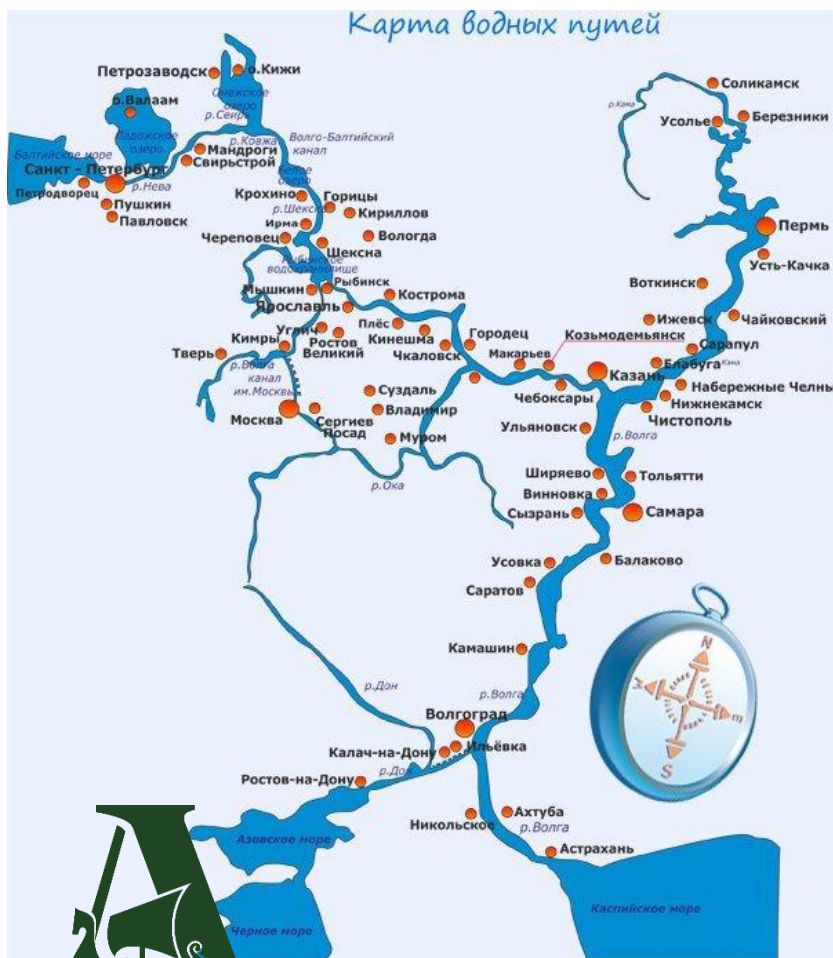 Карта водных путей
Петрозаводск
о.Кижи
Онежское
озеро
о.Валаам
р.Свирь
Ладожское
озеро
р.Ковжа
Волго-Балтийский
канал
Мандроги
Свирьстрой
Балтийское море
Санкт - Петербург
р.Нева
Петродворец
Пушкин
Павловск
Белое
озеро
Крохино
Горицы
р.Шексна
Кириллов
Ирма
Череповец
Вологда
Шексна
Рыбинское
водохранилище
Мышкин
Рыбинск
Ярославль
Кострома
Углич
Плёс
Ростов
Великий
Кинешма
Чкаловск
Городец
Кимры
Тверь
р.Волга
канал
им.Москвы
Москва
Сергиев
Посад
Суздаль
Владимир
Муром
р.Ока
Макарьев
Козьмодемьянск
Чебоксары
Казань
Ульяновск
р.Волга
р.Кама
Соликамск
Усолье
Березники
Пермь
Усть-Качка
Воткинск
Чайковский
Ижевск
Сарапул
Елабуга
Кама
Набережные Челны
Нижнекамск
Чистополь
Ширяево
Тольятти
Винновка
Сызрань
Самара
Усовка
Балаково
Саратов
Камашин
р.Дон
р.Волга
Волгоград
Ильёвка
Калач-на-Дону
р.Дон
Ростов-на-Дону
Никольское
Ахтуба
р.Волга
Астрахань
Азовское море
Черное море
Каспийское море
N
S
А